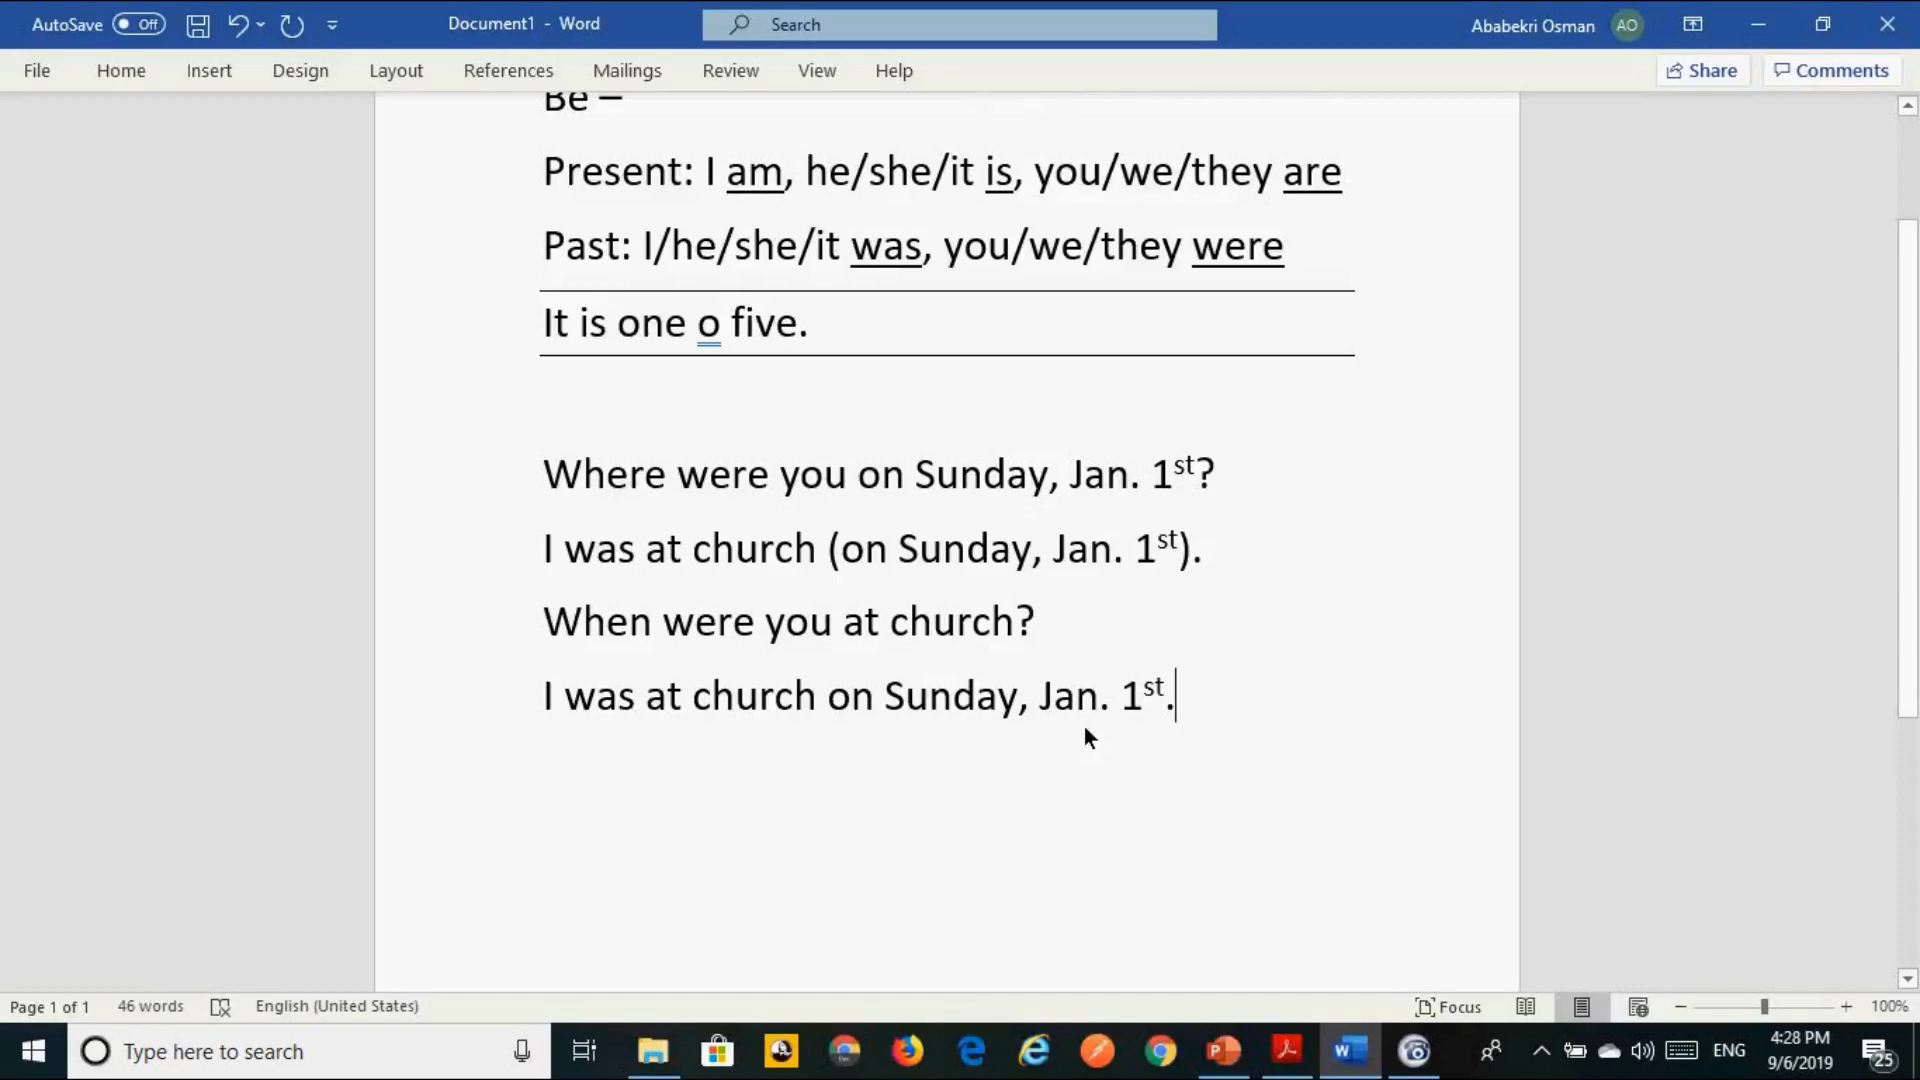 AutoSave Off Document1 - Word Search Ababekri Osman AO
File Home Insert Design Layout References Mailings Review View Help Share Comments
Be –
Present: I am, he/she/it is, you/we/they are
Past: I/he/she/it was, you/we/they were
It is one o five.
Where were you on Sunday, Jan. 1st?
I was at church (on Sunday, Jan. 1st).
When were you at church?
I was at church on Sunday, Jan. 1st.
Page 1 of 1 46 words English (United States) Focus 100%
Type here to search ENG 4:28 PM
9/6/2019 25